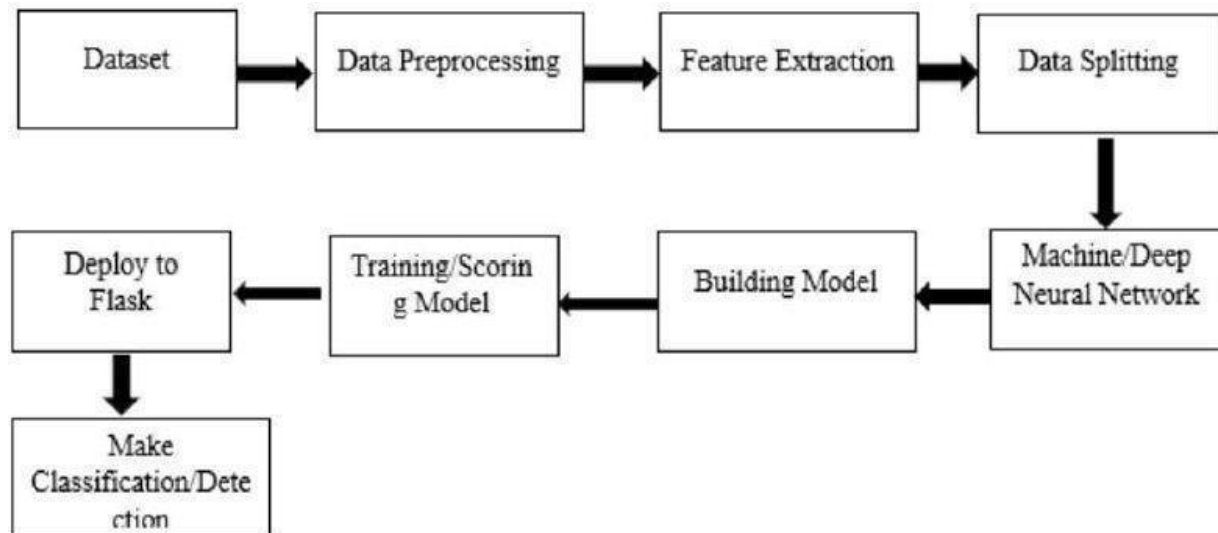 Dataset
Data Preprocessing
Feature Extraction
Data Splitting
Machine/Deep
Neural Network
Building Model
Training/Scorin
g Model
Deploy to
Flask
Make
Classification/Dete
ction